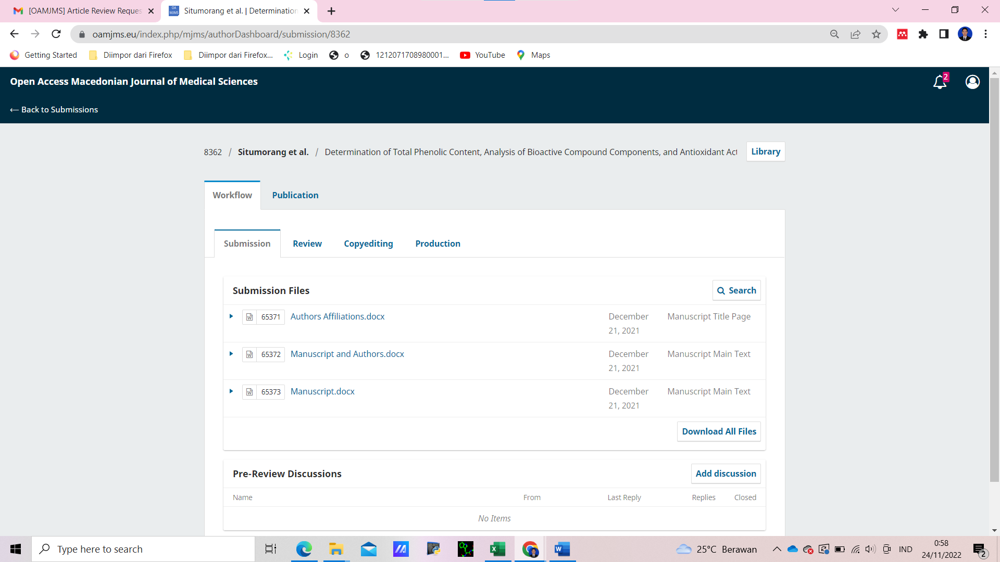 [OAMJMS] Article Review Reques
Situmorang et al. | Determination
oamjms.eu/index.php/mjms/authorDashboard/submission/8362
Getting Started
Diimpor dari Firefox
Diimpor dari Firefox...
Login
o
1212071708980001...
YouTube
Maps
Open Access Macedonian Journal of Medical Sciences
2
← Back to Submissions
8362 / Situmorang et al. / Determination of Total Phenolic Content, Analysis of Bioactive Compound Components, and Antioxidant Act
Library
Workflow
Publication
Submission
Review
Copyediting
Production
Submission Files
Search
65371 Authors Affiliations.docx December 21, 2021 Manuscript Title Page
65372 Manuscript and Authors.docx December 21, 2021 Manuscript Main Text
65373 Manuscript.docx December 21, 2021 Manuscript Main Text
Download All Files
Pre-Review Discussions
Add discussion
Name From Last Reply Replies Closed
No Items
Type here to search
25°C Berawan
IND
0:58
24/11/2022
2